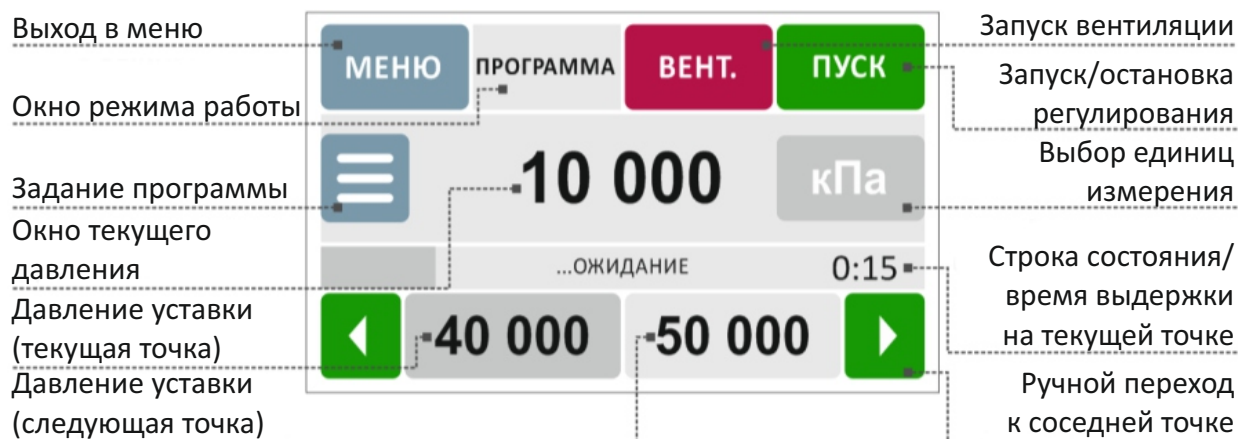 Выход в меню
Окно режима работы
Задание программы
Окно текущего
давления
Давление уставки
(текущая точка)
Давление уставки
(следующая точка)
МЕНЮ ПРОГРАММА ВЕНТ. ПУСК
10 000 кПа
...ОЖИДАНИЕ 0:15
40 000 50 000
Запуск вентиляции
Запуск/остановка
регулирования
Выбор единиц
измерения
Строка состояния/
время выдержки
на текущей точке
Ручной переход
к соседней точке